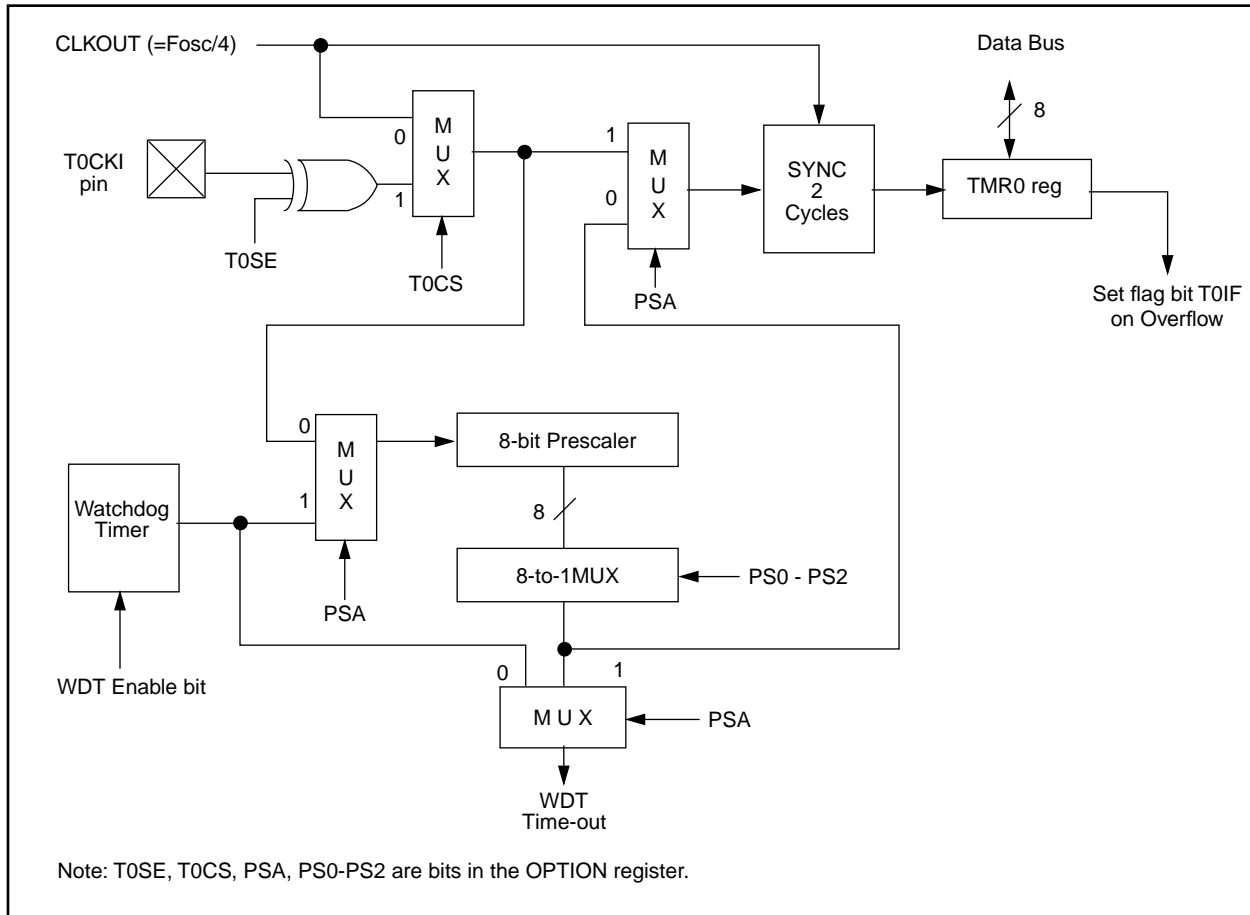 CLKOUT (=Fosc/4)
Data Bus
8
M
U
X
0
1
T0CKI
pin
T0SE
T0CS
1
0
M
U
X
PSA
SYNC
2
Cycles
TMR0 reg
Set flag bit T0IF
on Overflow
0
1
M
U
X
8-bit Prescaler
Watchdog
Timer
8
PSA
8-to-1MUX
PS0 - PS2
WDT Enable bit
0
1
M U X
PSA
WDT
Time-out
Note: T0SE, T0CS, PSA, PS0-PS2 are bits in the OPTION register.